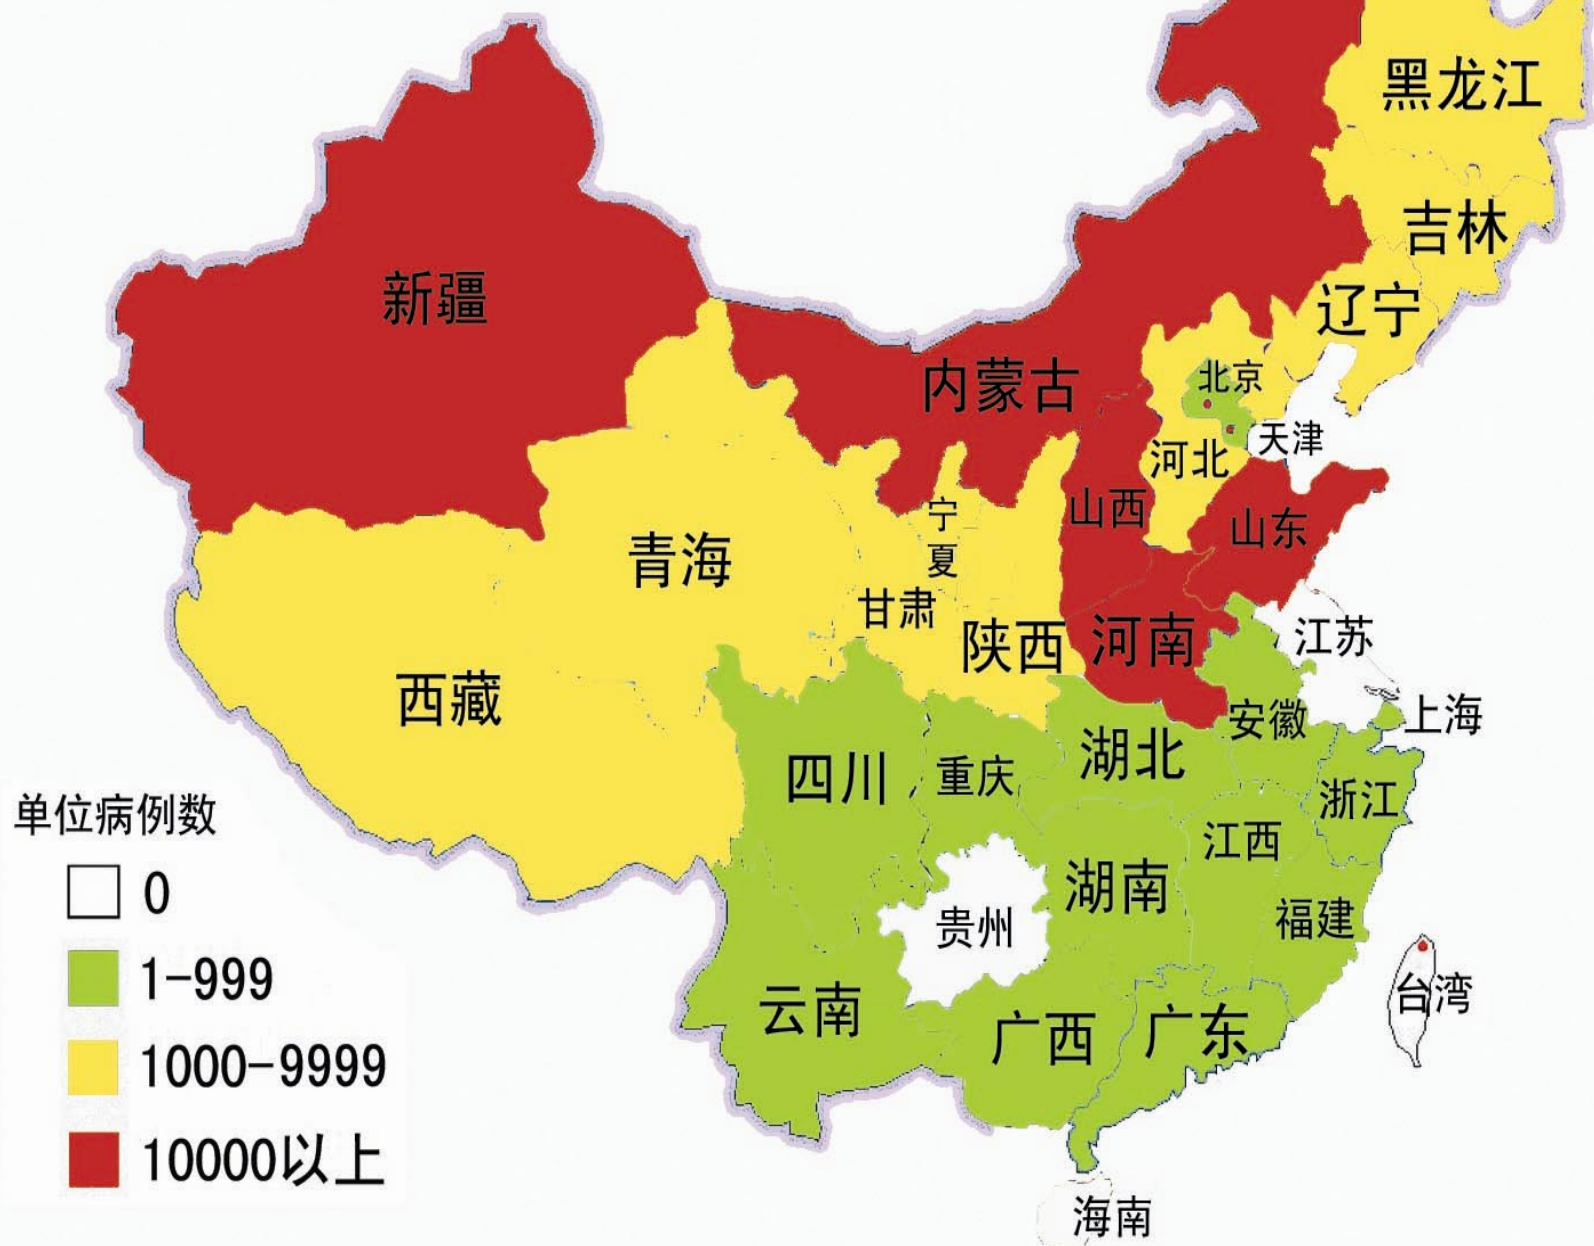 黑龙江
吉林
辽宁
新疆
内蒙古
北京
天津
河北
山西
山东
宁
夏
青海
甘肃
陕西
河南
江苏
西藏
安徽
上海
四川
重庆
湖北
浙江
江西
湖南
贵州
福建
云南
广西
广东
台湾
海南
单位病例数
0
1-999
1000-9999
10000以上